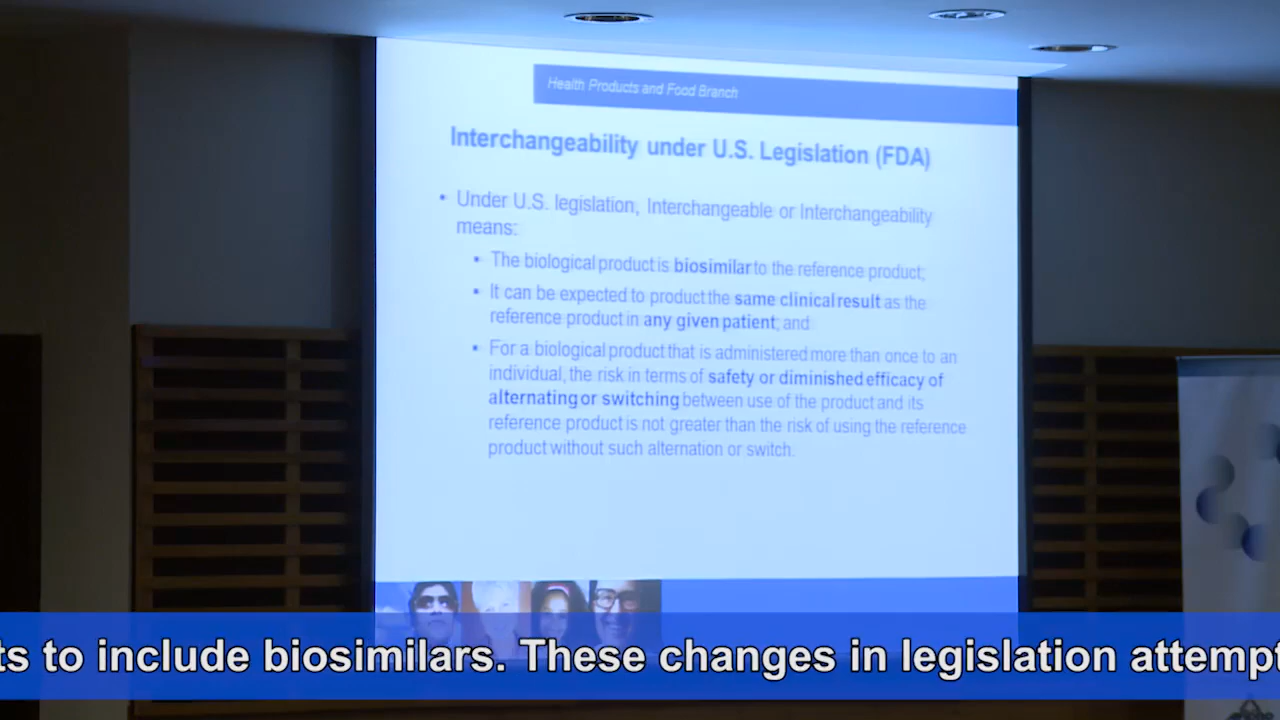 Health Products and Food Branch
Interchangeability under U.S. Legislation (FDA)
• Under U.S. legislation, Interchangeable or Interchangeability
means:
▪ The biological product is biosimilar to the reference product;
▪ It can be expected to product the same clinical result as the
reference product in any given patient; and
▪ For a biological product that is administered more than once to an
individual, the risk in terms of safety or diminished efficacy of
alternating or switching between use of the product and its
reference product is not greater than the risk of using the reference
product without such alternation or switch.
ts to include biosimilars. These changes in legislation attempt